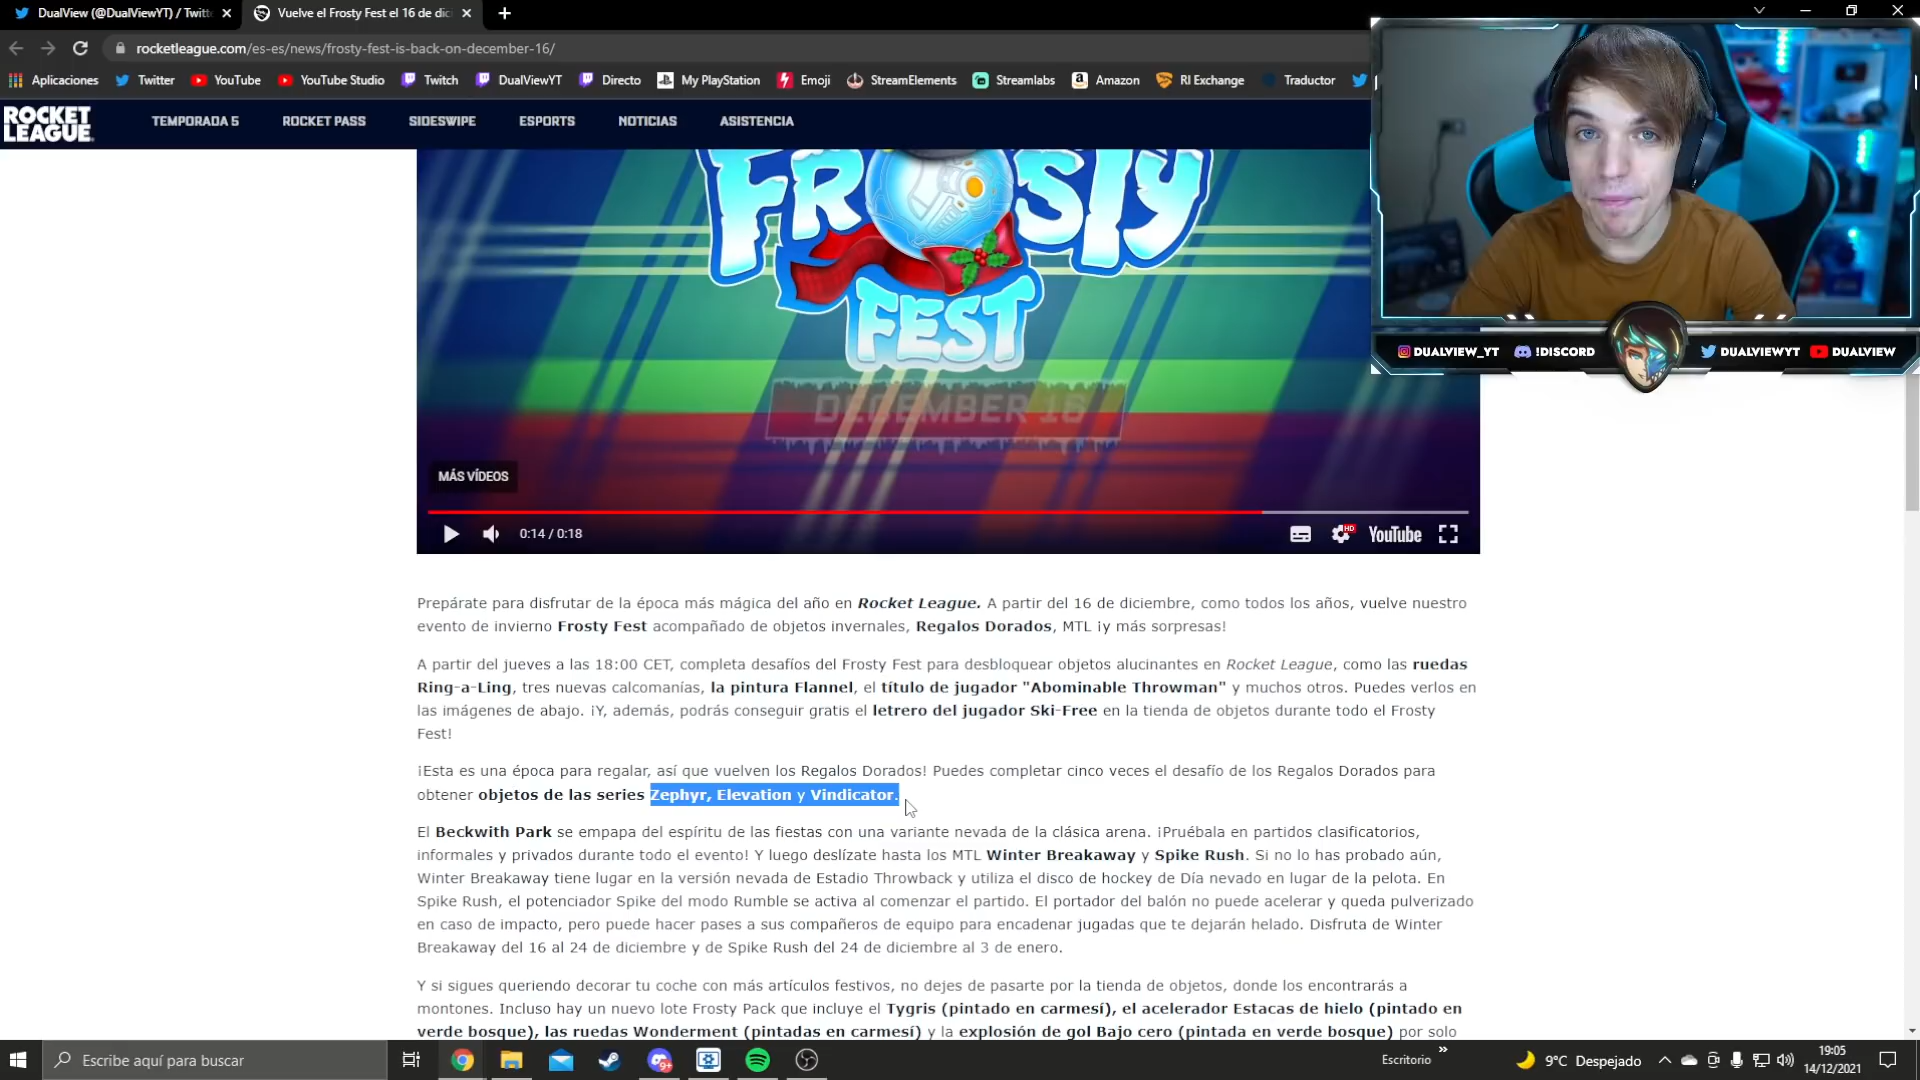 DualView (@DualViewYT) / Twitt
Vuelve el Frosty Fest el 16 de dic
rocketleague.com/es-es/news/frosty-fest-is-back-on-december-16/
Aplicaciones Twitter YouTube YouTube Studio Twitch DualViewYT Directo My PlayStation Emoji StreamElements Streamlabs Amazon RI Exchange Traductor
ROCKET LEAGUE
TEMPORADA 5 ROCKET PASS SIDESWIPE ESPORTS NOTICIAS ASISTENCIA
FROSTY
FEST
DECEMBER 16
MÁS VÍDEOS
0:14 / 0:18
HD
YouTube
DUALVIEW_YT !DISCORD DUALVIEWYT DUALVIEW
Prepárate para disfrutar de la época más mágica del año en Rocket League. A partir del 16 de diciembre, como todos los años, vuelve nuestro
evento de invierno Frosty Fest acompañado de objetos invernales, Regalos Dorados, MTL ¡y más sorpresas!
A partir del jueves a las 18:00 CET, completa desafíos del Frosty Fest para desbloquear objetos alucinantes en Rocket League, como las ruedas
Ring-a-Ling, tres nuevas calcomanías, la pintura Flannel, el título de jugador "Abominable Throwman" y muchos otros. Puedes verlos en
las imágenes de abajo. ¡Y, además, podrás conseguir gratis el letrero del jugador Ski-Free en la tienda de objetos durante todo el Frosty
Fest!
¡Esta es una época para regalar, así que vuelven los Regalos Dorados! Puedes completar cinco veces el desafío de los Regalos Dorados para
obtener objetos de las series Zephyr, Elevation y Vindicator.
El Beckwith Park se empapa del espíritu de las fiestas con una variante nevada de la clásica arena. ¡Pruébala en partidos clasificatorios,
informales y privados durante todo el evento! Y luego deslízate hasta los MTL Winter Breakaway y Spike Rush. Si no lo has probado aún,
Winter Breakaway tiene lugar en la versión nevada de Estadio Throwback y utiliza el disco de hockey de Día nevado en lugar de la pelota. En
Spike Rush, el potenciador Spike del modo Rumble se activa al comenzar el partido. El portador del balón no puede acelerar y queda pulverizado
en caso de impacto, pero puede hacer pases a sus compañeros de equipo para encadenar jugadas que te dejarán helado. Disfruta de Winter
Breakaway del 16 al 24 de diciembre y de Spike Rush del 24 de diciembre al 3 de enero.
Y si sigues queriendo decorar tu coche con más artículos festivos, no dejes de pasarte por la tienda de objetos, donde los encontrarás a
montones. Incluso hay un nuevo lote Frosty Pack que incluye el Tygris (pintado en carmesí), el acelerador Estacas de hielo (pintado en
verde bosque), las ruedas Wonderment (pintadas en carmesí) y la explosión de gol Bajo cero (pintada en verde bosque) por solo
Escribe aquí para buscar
Escritorio
9°C Despejado
19:05
14/12/2021